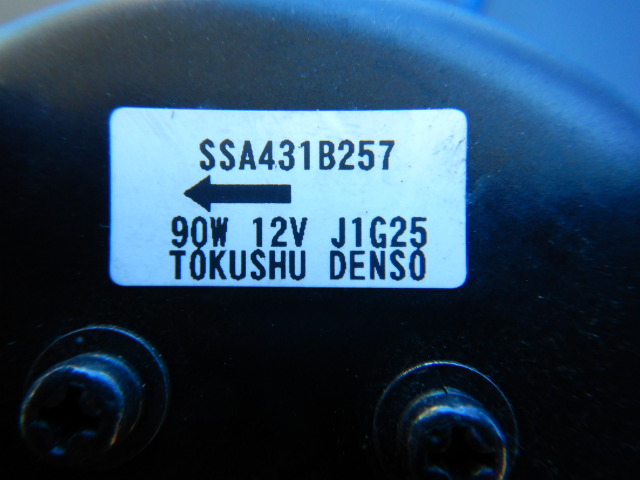 SSA431B257
90W 12V J1G25
TOKUSHU DENSO